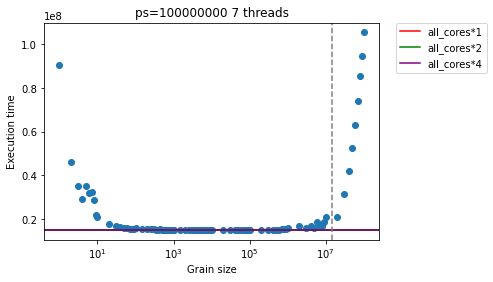 ps=100000000 7 threads
1e8
1.0
0.8
0.6
0.4
0.2
Execution time
10¹
10³
10⁵
10⁷
Grain size
all_cores*1
all_cores*2
all_cores*4